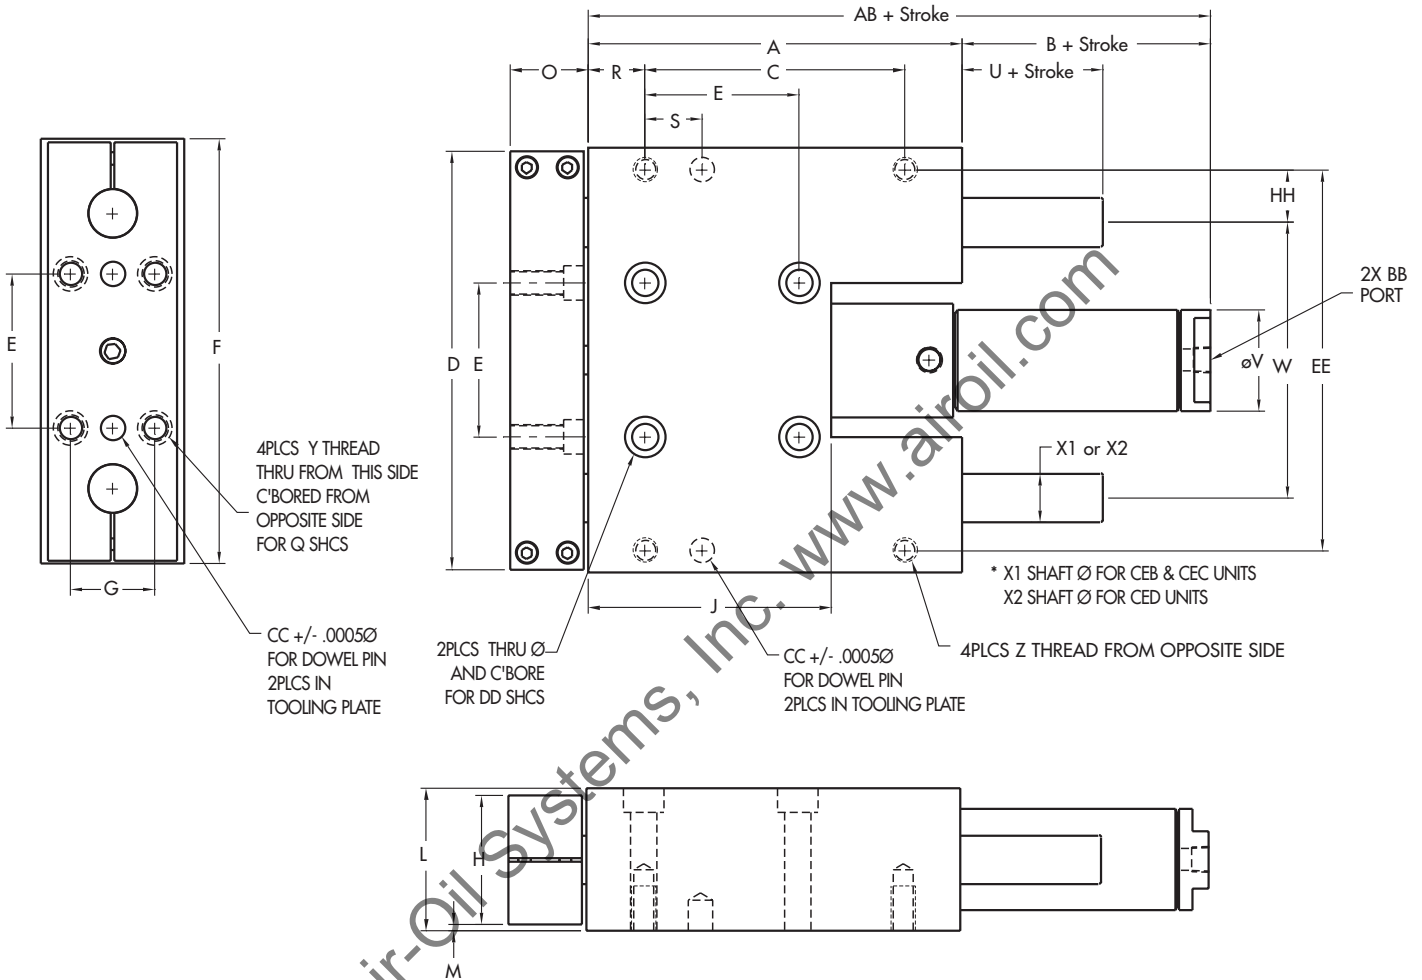 AB + Stroke
A
B + Stroke
O
R
C
U + Stroke
E
S
HH
2X BB
PORT
E
F
D
E
øV
W
EE
X1 or X2
4PLCS Y THREAD
THRU FROM THIS SIDE
C'BORED FROM
OPPOSITE SIDE
FOR Q SHCS
G
J
* X1 SHAFT Ø FOR CEB & CEC UNITS
X2 SHAFT Ø FOR CED UNITS
CC +/- .0005Ø
FOR DOWEL PIN
2PLCS IN
TOOLING PLATE
2PLCS THRU Ø
AND C'BORE
FOR DD SHCS
CC +/- .0005Ø
FOR DOWEL PIN
2PLCS IN TOOLING PLATE
4PLCS Z THREAD FROM OPPOSITE SIDE
L
H
M
ir-Oil Systems, Inc. www.airoil.com